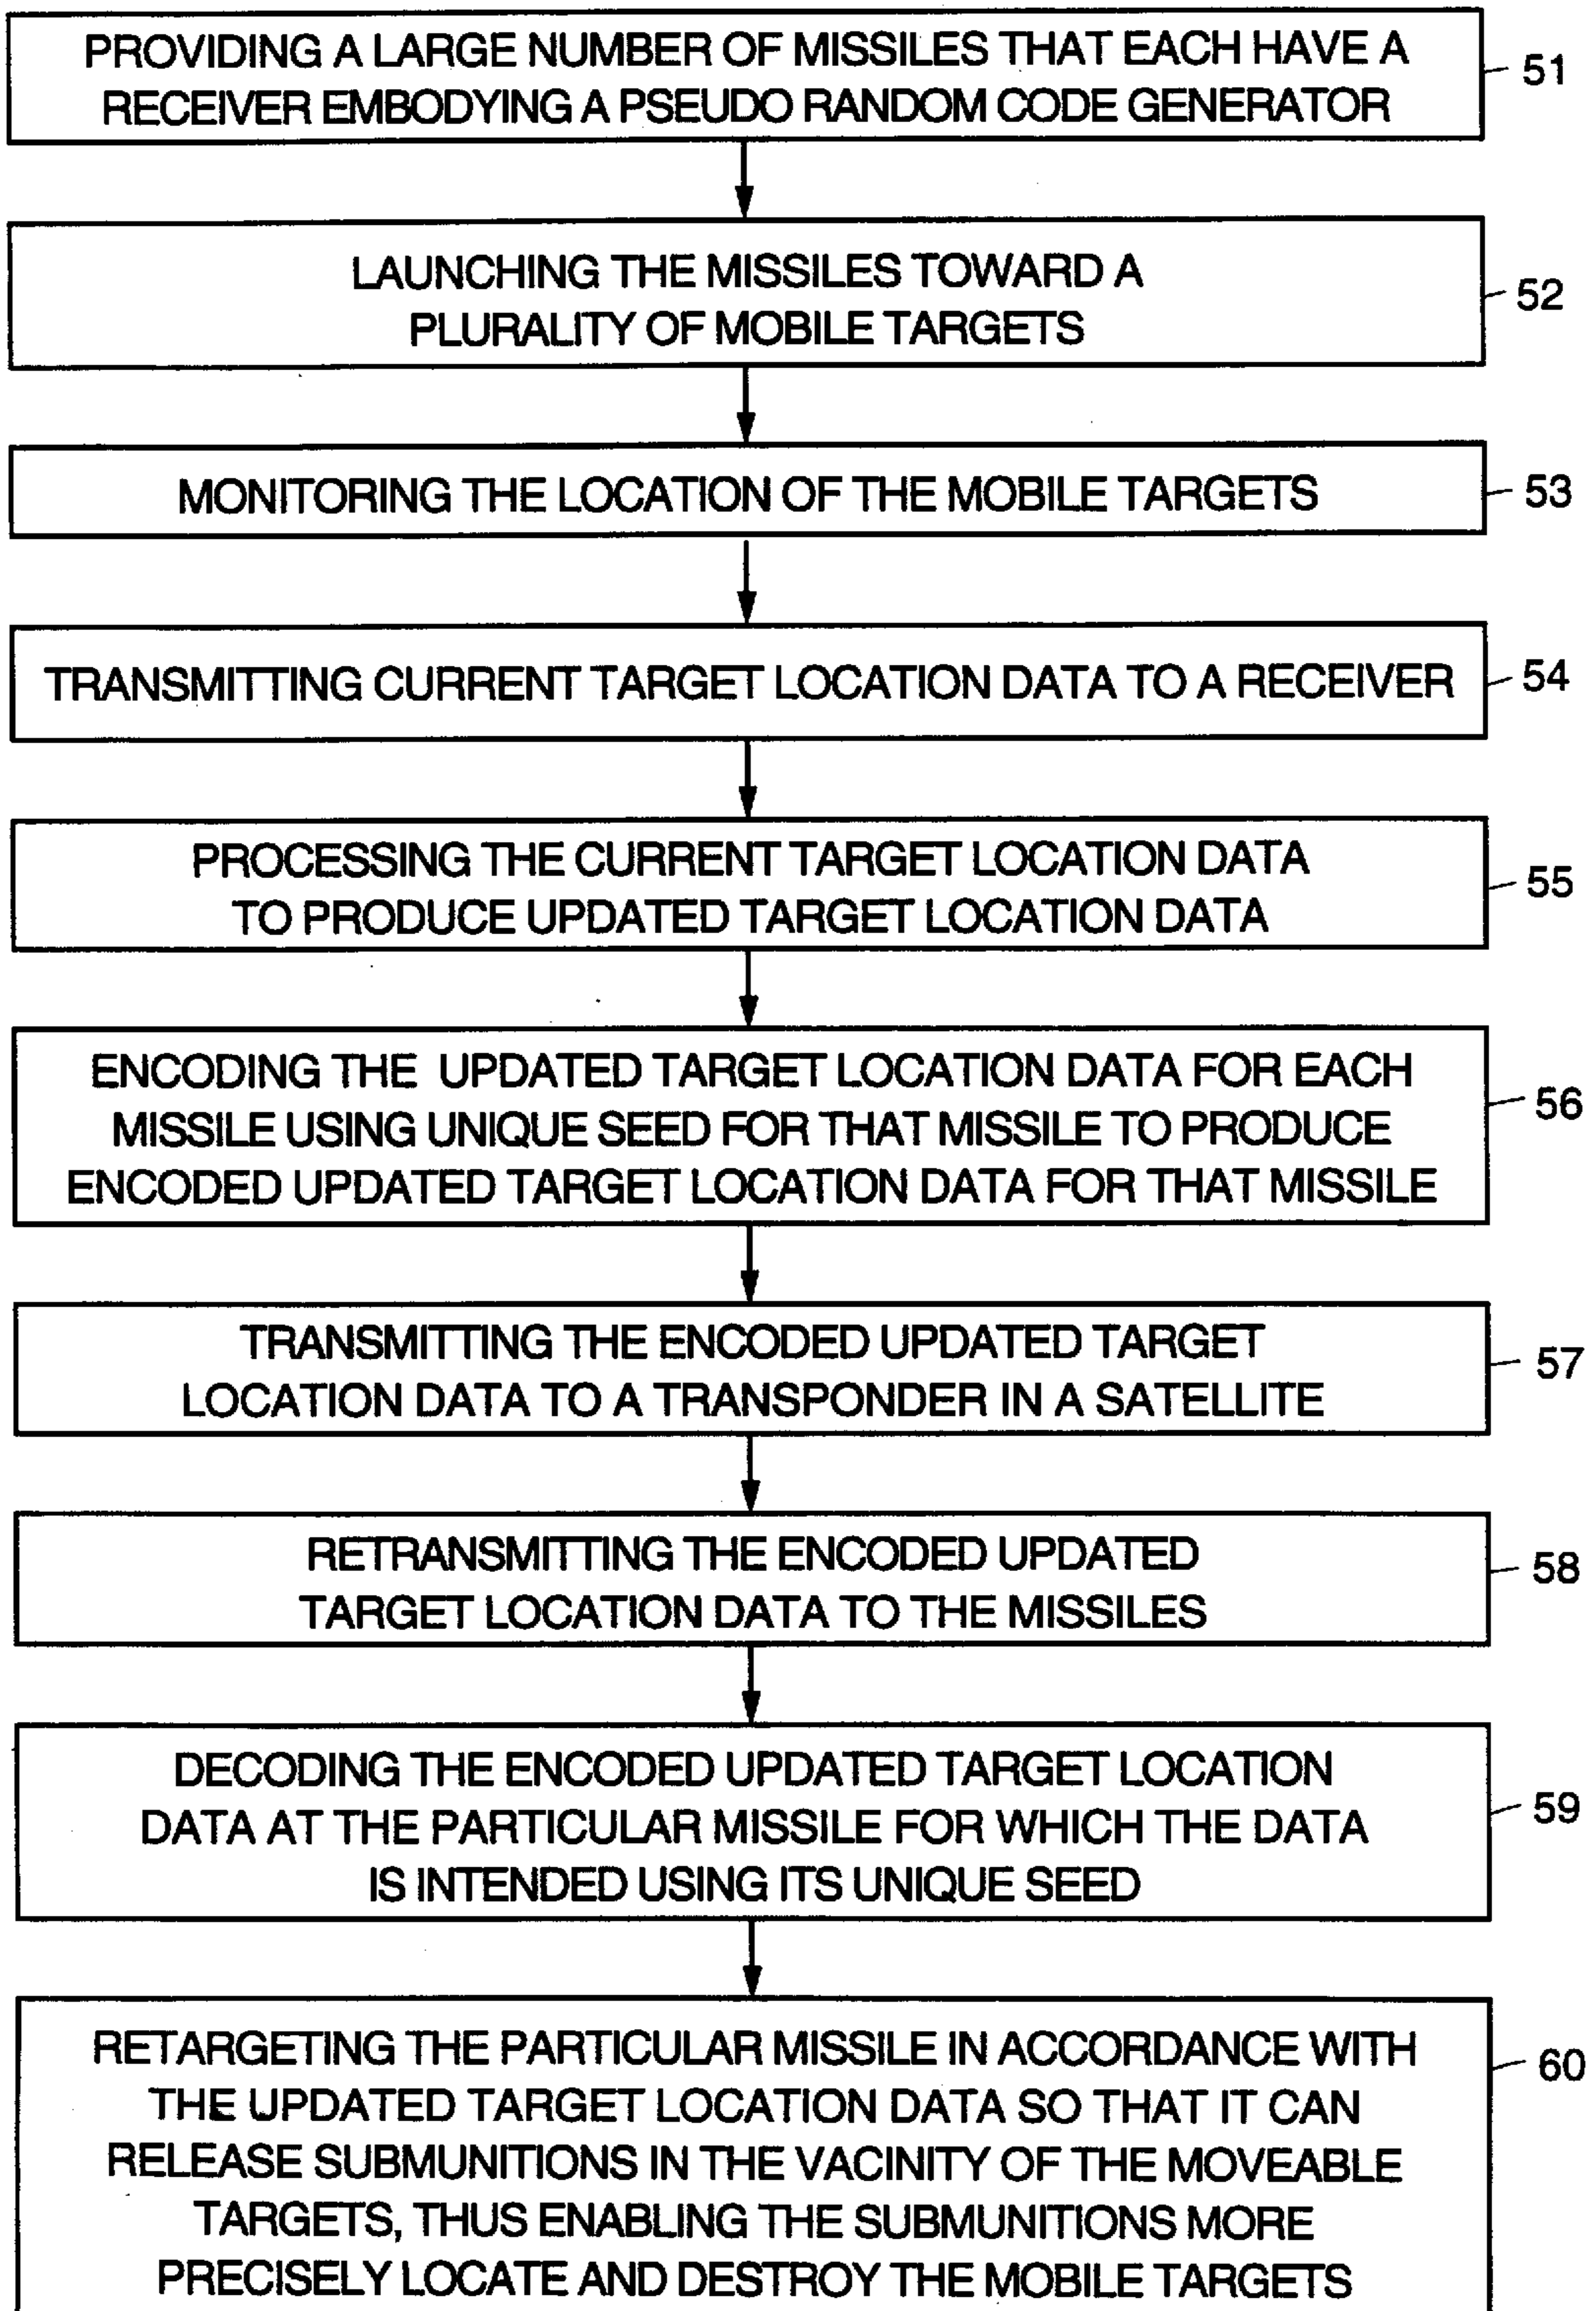 PROVIDING A LARGE NUMBER OF MISSILES THAT EACH HAVE A
RECEIVER EMBODYING A PSEUDO RANDOM CODE GENERATOR
51
LAUNCHING THE MISSILES TOWARD A
PLURALITY OF MOBILE TARGETS
52
MONITORING THE LOCATION OF THE MOBILE TARGETS
53
TRANSMITTING CURRENT TARGET LOCATION DATA TO A RECEIVER
54
PROCESSING THE CURRENT TARGET LOCATION DATA
TO PRODUCE UPDATED TARGET LOCATION DATA
55
ENCODING THE UPDATED TARGET LOCATION DATA FOR EACH
MISSILE USING UNIQUE SEED FOR THAT MISSILE TO PRODUCE
ENCODED UPDATED TARGET LOCATION DATA FOR THAT MISSILE
56
TRANSMITTING THE ENCODED UPDATED TARGET
LOCATION DATA TO A TRANSPONDER IN A SATELLITE
57
RETRANSMITTING THE ENCODED UPDATED
TARGET LOCATION DATA TO THE MISSILES
58
DECODING THE ENCODED UPDATED TARGET LOCATION
DATA AT THE PARTICULAR MISSILE FOR WHICH THE DATA
IS INTENDED USING ITS UNIQUE SEED
59
RETARGETING THE PARTICULAR MISSILE IN ACCORDANCE WITH
THE UPDATED TARGET LOCATION DATA SO THAT IT CAN
RELEASE SUBMUNITIONS IN THE VACINITY OF THE MOVEABLE
TARGETS, THUS ENABLING THE SUBMUNITIONS MORE
PRECISELY LOCATE AND DESTROY THE MOBILE TARGETS
60